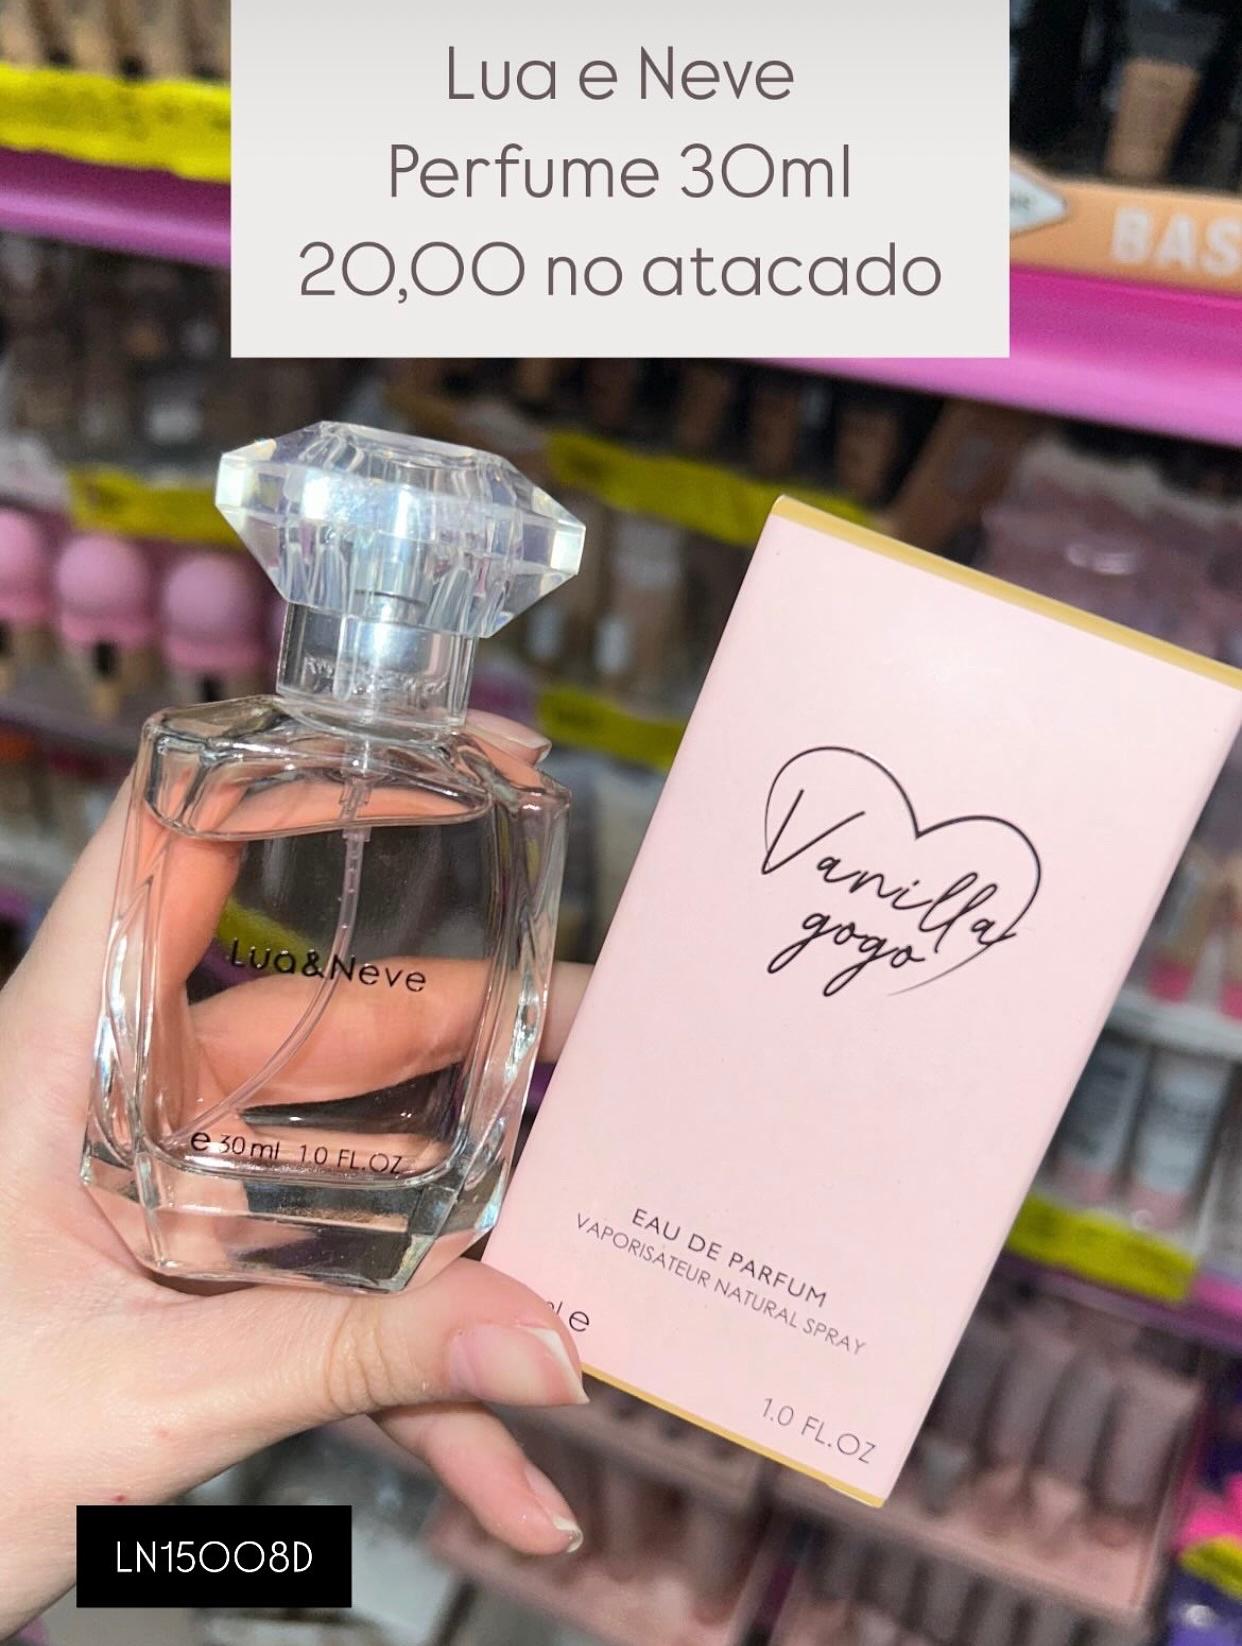 Lua e Neve
Perfume 30ml
20,00 no atacado
BAS
Vanilla
gogo
Lua&Neve
e 30ml 1.0 FL.OZ
EAU DE PARFUM
VAPORISATEUR NATURAL SPRAY
e
1.0 FL.OZ
LN15008D